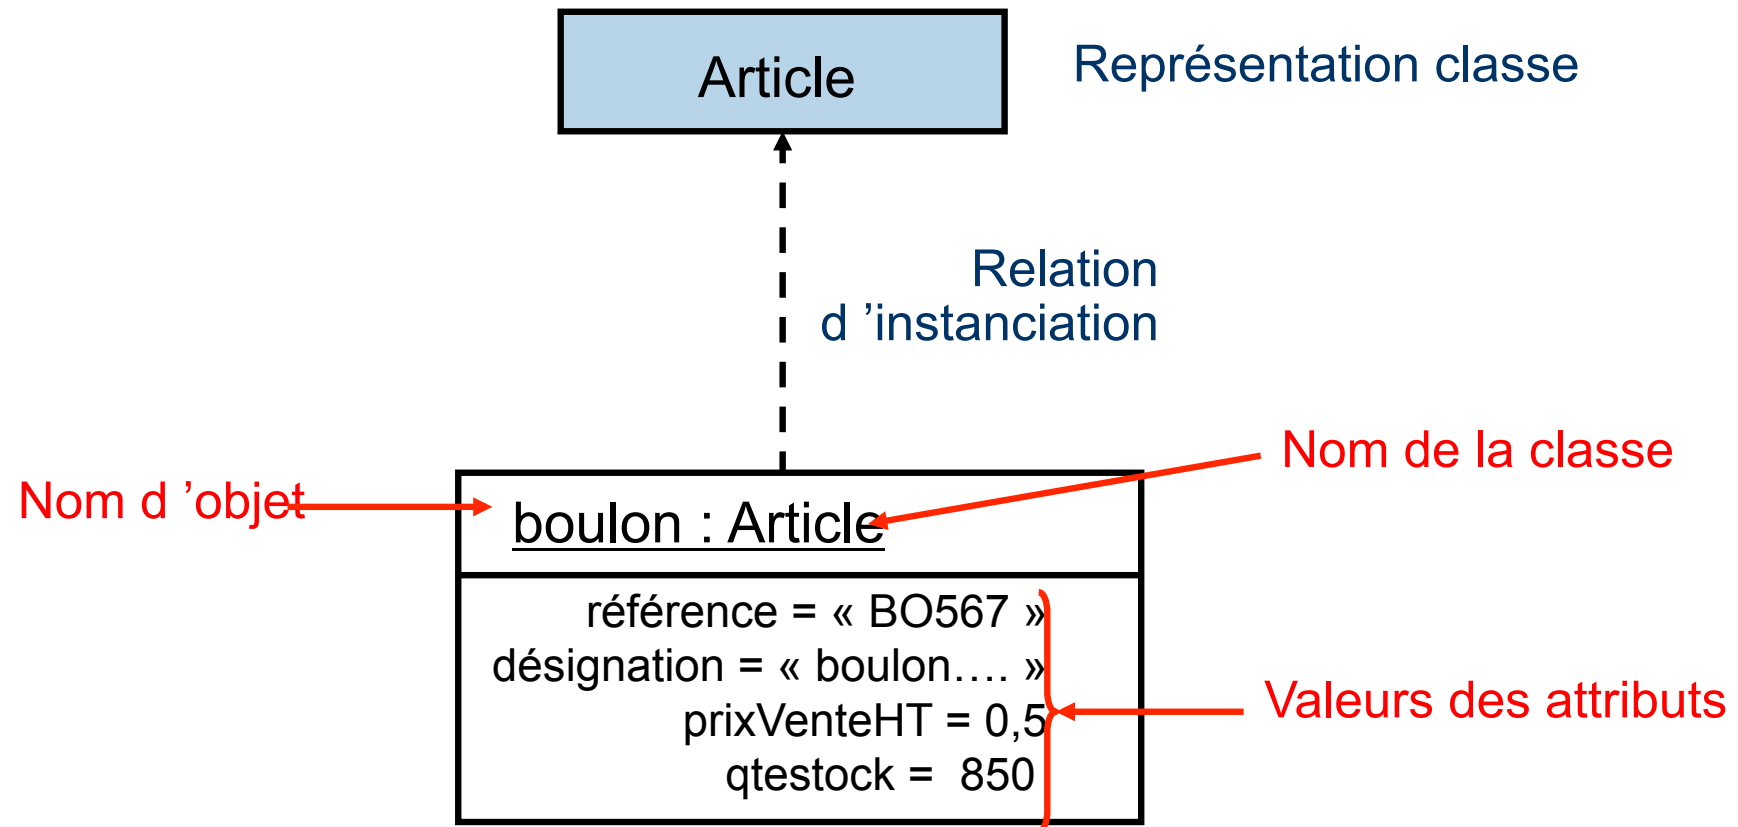 Article
Représentation classe
Relation
d ’instanciation
Nom de la classe
Nom d ’objet
boulon : Article
référence = « BO567 »
désignation = « boulon…. »
prixVenteHT = 0,5
qtestock =  850
Valeurs des attributs